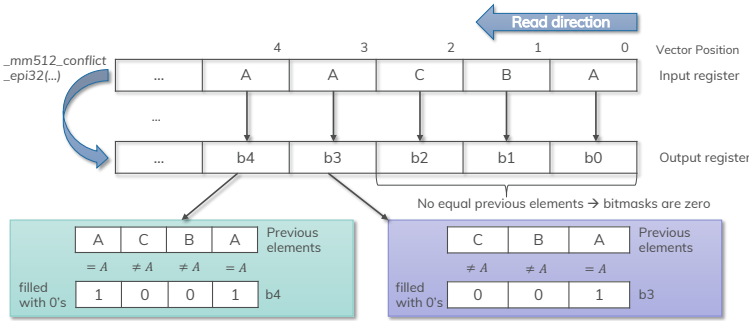 Read direction
4 3 2 1 0 Vector Position
_mm512_conflict
_epi32(...)
... A A C B A Input register
...
... b4 b3 b2 b1 b0 Output register
No equal previous elements → bitmasks are zero
A C B A Previous
elements
= A ≠ A ≠ A = A
filled
with 0's
1 0 0 1 b4
C B A Previous
elements
≠ A ≠ A = A
filled
with 0's
0 0 1 b3